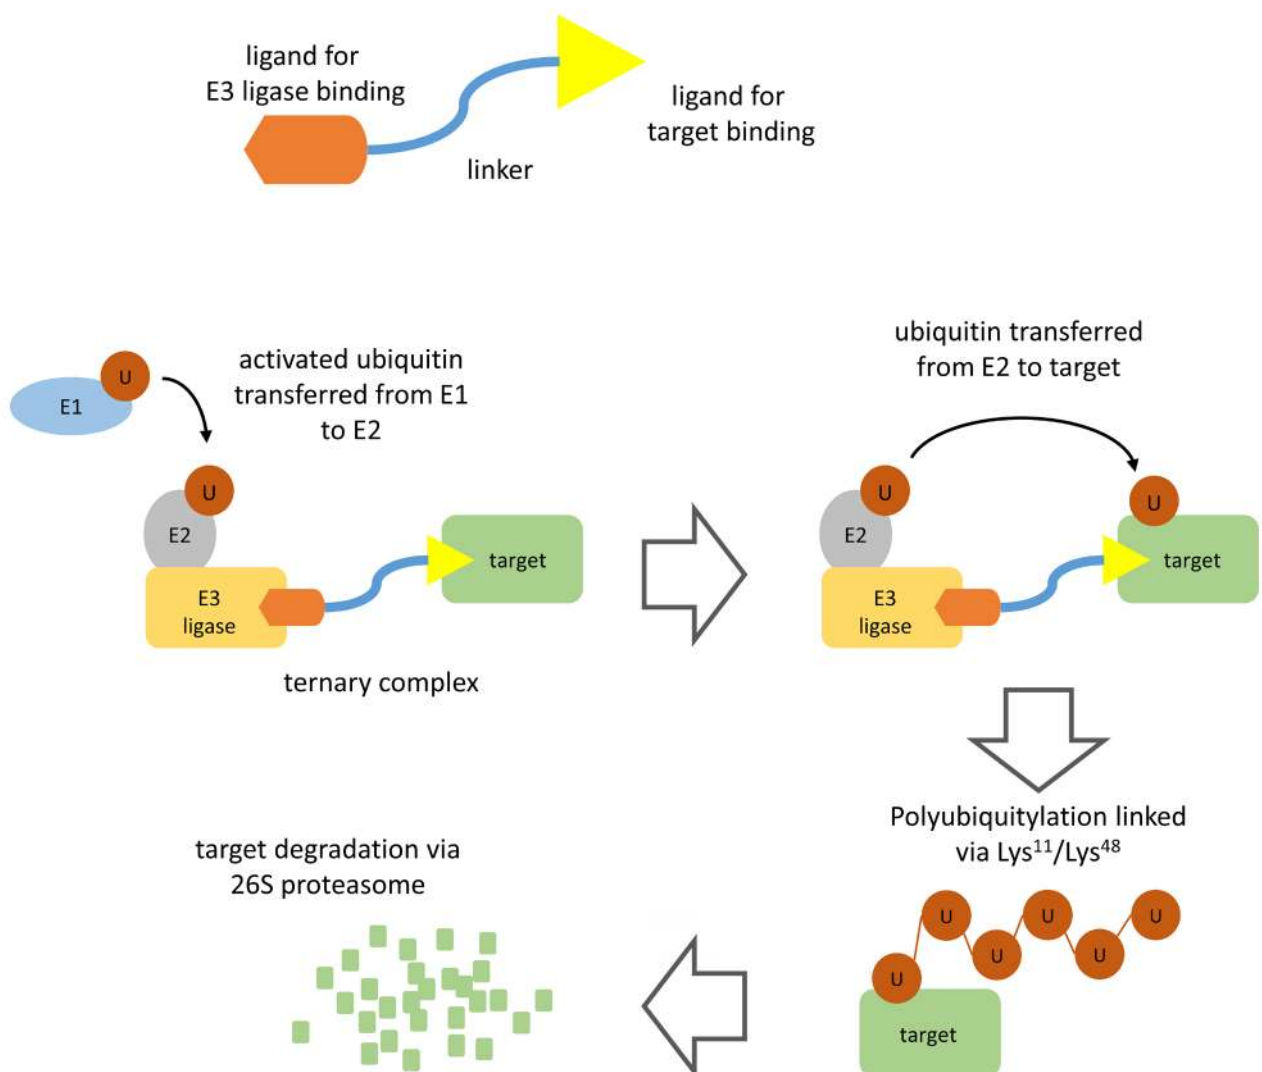 ligand for
E3 ligase binding
ligand for
target binding
linker
activated ubiquitin
transferred from E1
to E2
U
E1
U
E2
E3
ligase
target
ternary complex
ubiquitin transferred
from E2 to target
U
U
E2
E3
ligase
target
Polyubiquitylation linked
via Lys¹¹/Lys⁴⁸
U
U
U
U
U
U
target
target degradation via
26S proteasome